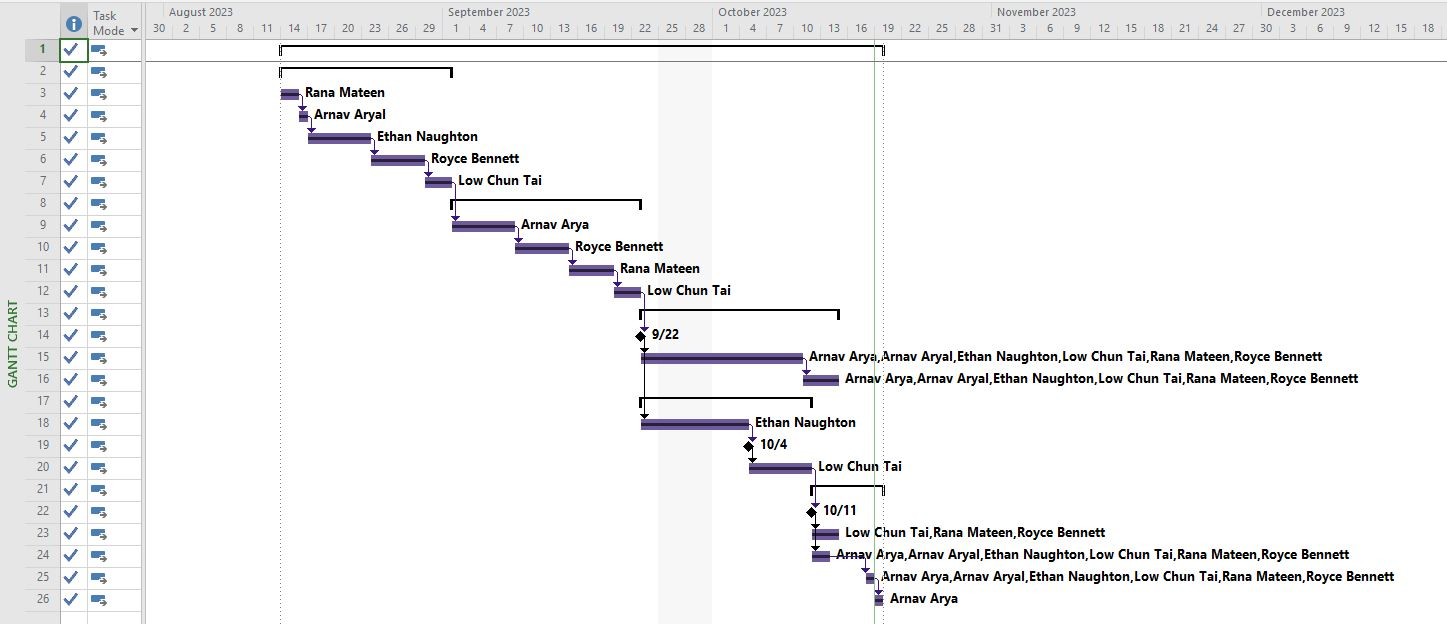 August 2023 September 2023 October 2023 November 2023 December 2023
Task
Mode
30 2 5 8 11 14 17 20 23 26 29 1 4 7 10 13 16 19 22 25 28 1 4 7 10 13 16 19 22 25 28 31 3 6 9 12 15 18 21 24 27 30 3 6 9 12 15 18
1
2
3 Rana Mateen
4 Arnav Aryal
5 Ethan Naughton
6 Royce Bennett
7 Low Chun Tai
8
9 Arnav Arya
10 Royce Bennett
11 Rana Mateen
12 Low Chun Tai
13
14 9/22
15 Arnav Arya,Arnav Aryal,Ethan Naughton,Low Chun Tai,Rana Mateen,Royce Bennett
16 Arnav Arya,Arnav Aryal,Ethan Naughton,Low Chun Tai,Rana Mateen,Royce Bennett
17
18 Ethan Naughton
19 10/4
20 Low Chun Tai
21
22 10/11
23 Low Chun Tai,Rana Mateen,Royce Bennett
24 Arnav Arya,Arnav Aryal,Ethan Naughton,Low Chun Tai,Rana Mateen,Royce Bennett
25 Arnav Arya,Arnav Aryal,Ethan Naughton,Low Chun Tai,Rana Mateen,Royce Bennett
26 Arnav Arya
GANTT CHART